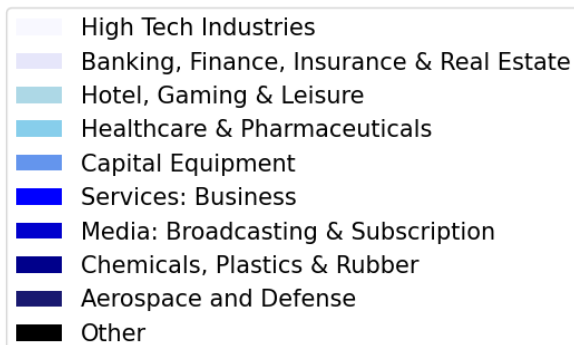 High Tech Industries
Banking, Finance, Insurance & Real Estate
Hotel, Gaming & Leisure
Healthcare & Pharmaceuticals
Capital Equipment
Services: Business
Media: Broadcasting & Subscription
Chemicals, Plastics & Rubber
Aerospace and Defense
Other